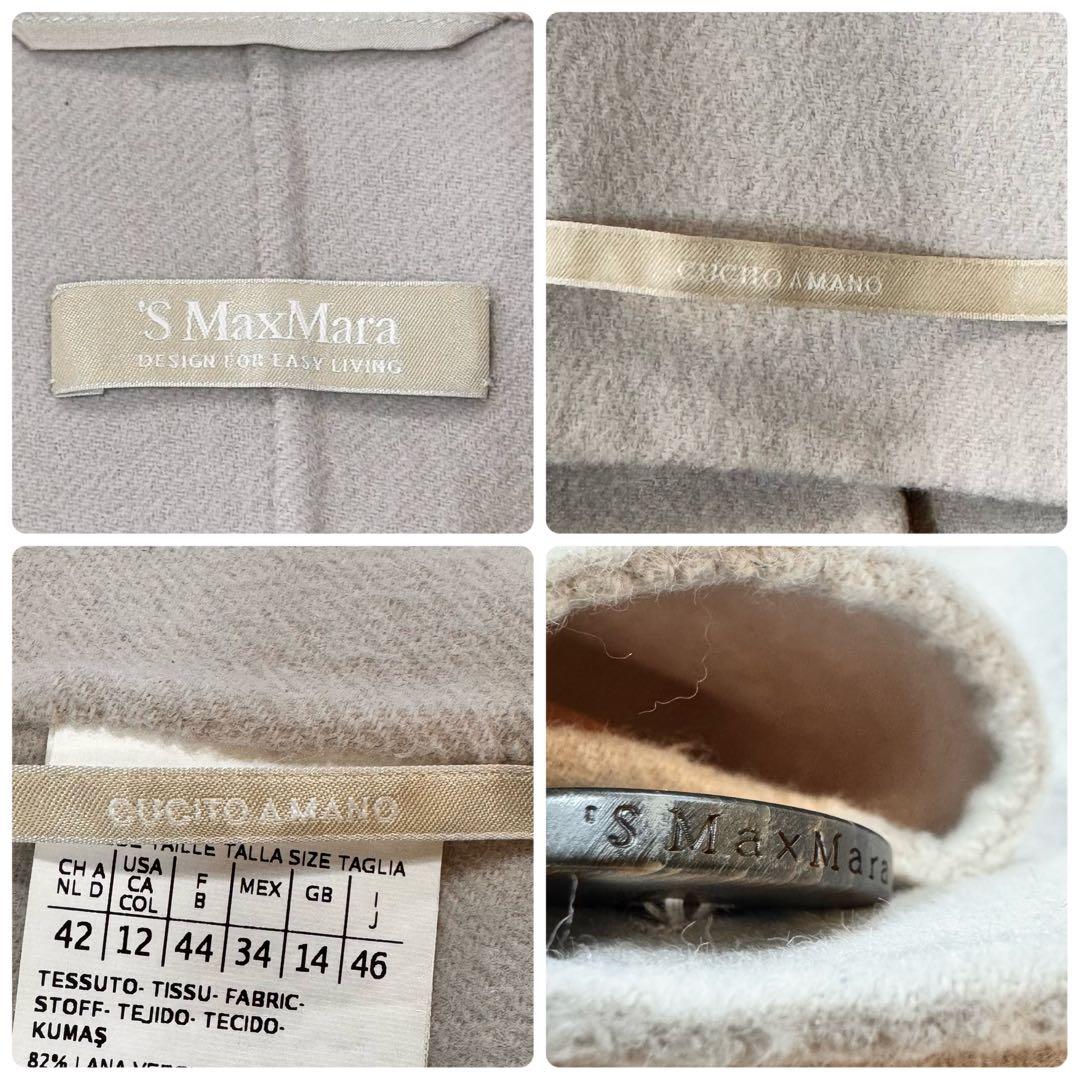 'S MaxMara
DESIGN FOR EASY LIVING
CUCITO A MANO
CUCITO A MANO
TAILLE TALLA SIZE TAGLIA
CH A NL D USA CA COL F B MEX GB I J
42 12 44 34 14 46
TESSUTO- TISSU- FABRIC-
STOFF- TEJIDO- TECIDO-
KUMAŞ
82% LANA
'S MaxMara